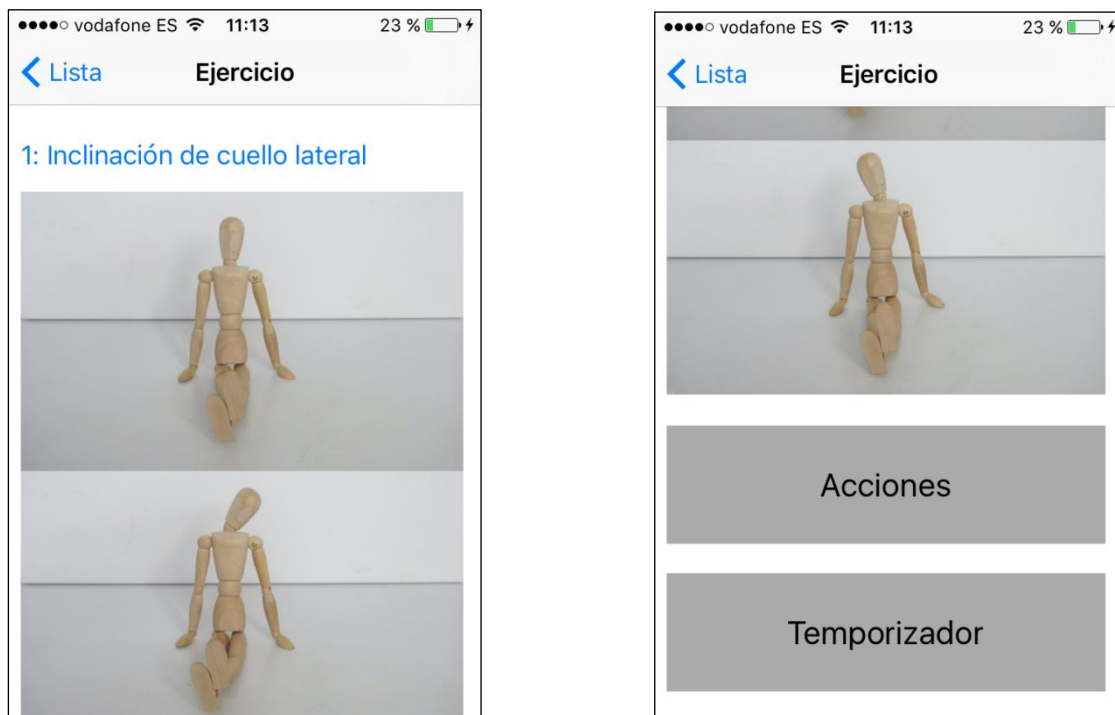 vodafone ES 11:13 23 %
Lista Ejercicio
1: Inclinación de cuello lateral
vodafone ES 11:13 23 %
Lista Ejercicio
Acciones
Temporizador